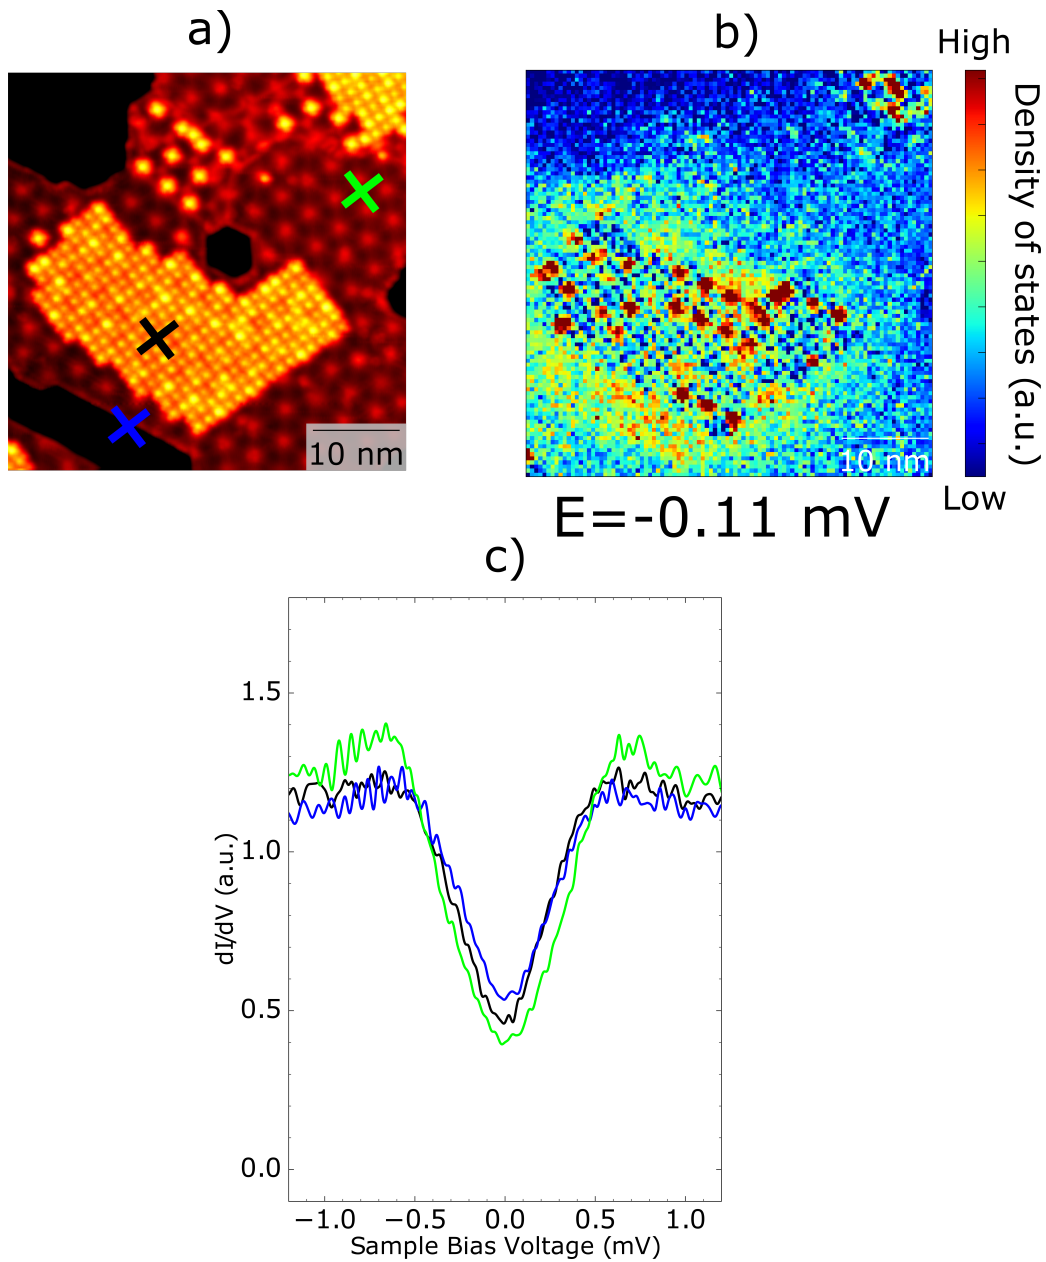 a)
b)
High
Density of states (a.u.)
Low
10 nm
10 nm
E=-0.11 mV
c)
1.5
1.0
0.5
0.0
dI/dV (a.u.)
−1.0 −0.5 0.0 0.5 1.0
Sample Bias Voltage (mV)